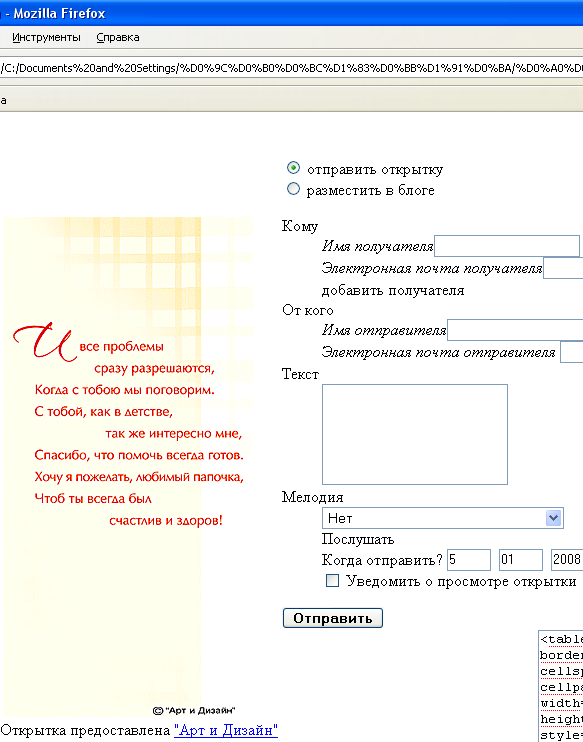 - Mozilla Firefox
Инструменты Справка
/C:/Documents%20and%20Settings/%D0%9C%D0%B0%D0%BC%D1%83%D0%BB%D1%91%D0%BA/%D0%A0%D0
а
отправить открытку
разместить в блоге
Кому
Имя получателя
Электронная почта получателя
добавить получателя
От кого
Имя отправителя
Электронная почта отправителя
Текст
Мелодия
Нет
Послушать
Когда отправить? 5 01 2008
Уведомить о просмотре открытки
Отправить
И все проблемы
сразу разрешаются,
Когда с тобою мы поговорим.
С тобой, как в детстве,
так же интересно мне,
Спасибо, что помочь всегда готов.
Хочу я пожелать, любимый папочка,
Чтоб ты всегда был
счастлив и здоров!
© "Арт и Дизайн"
Открытка предоставлена "Арт и Дизайн"
<table
border
cellsp
cellpa
width=
height
style=